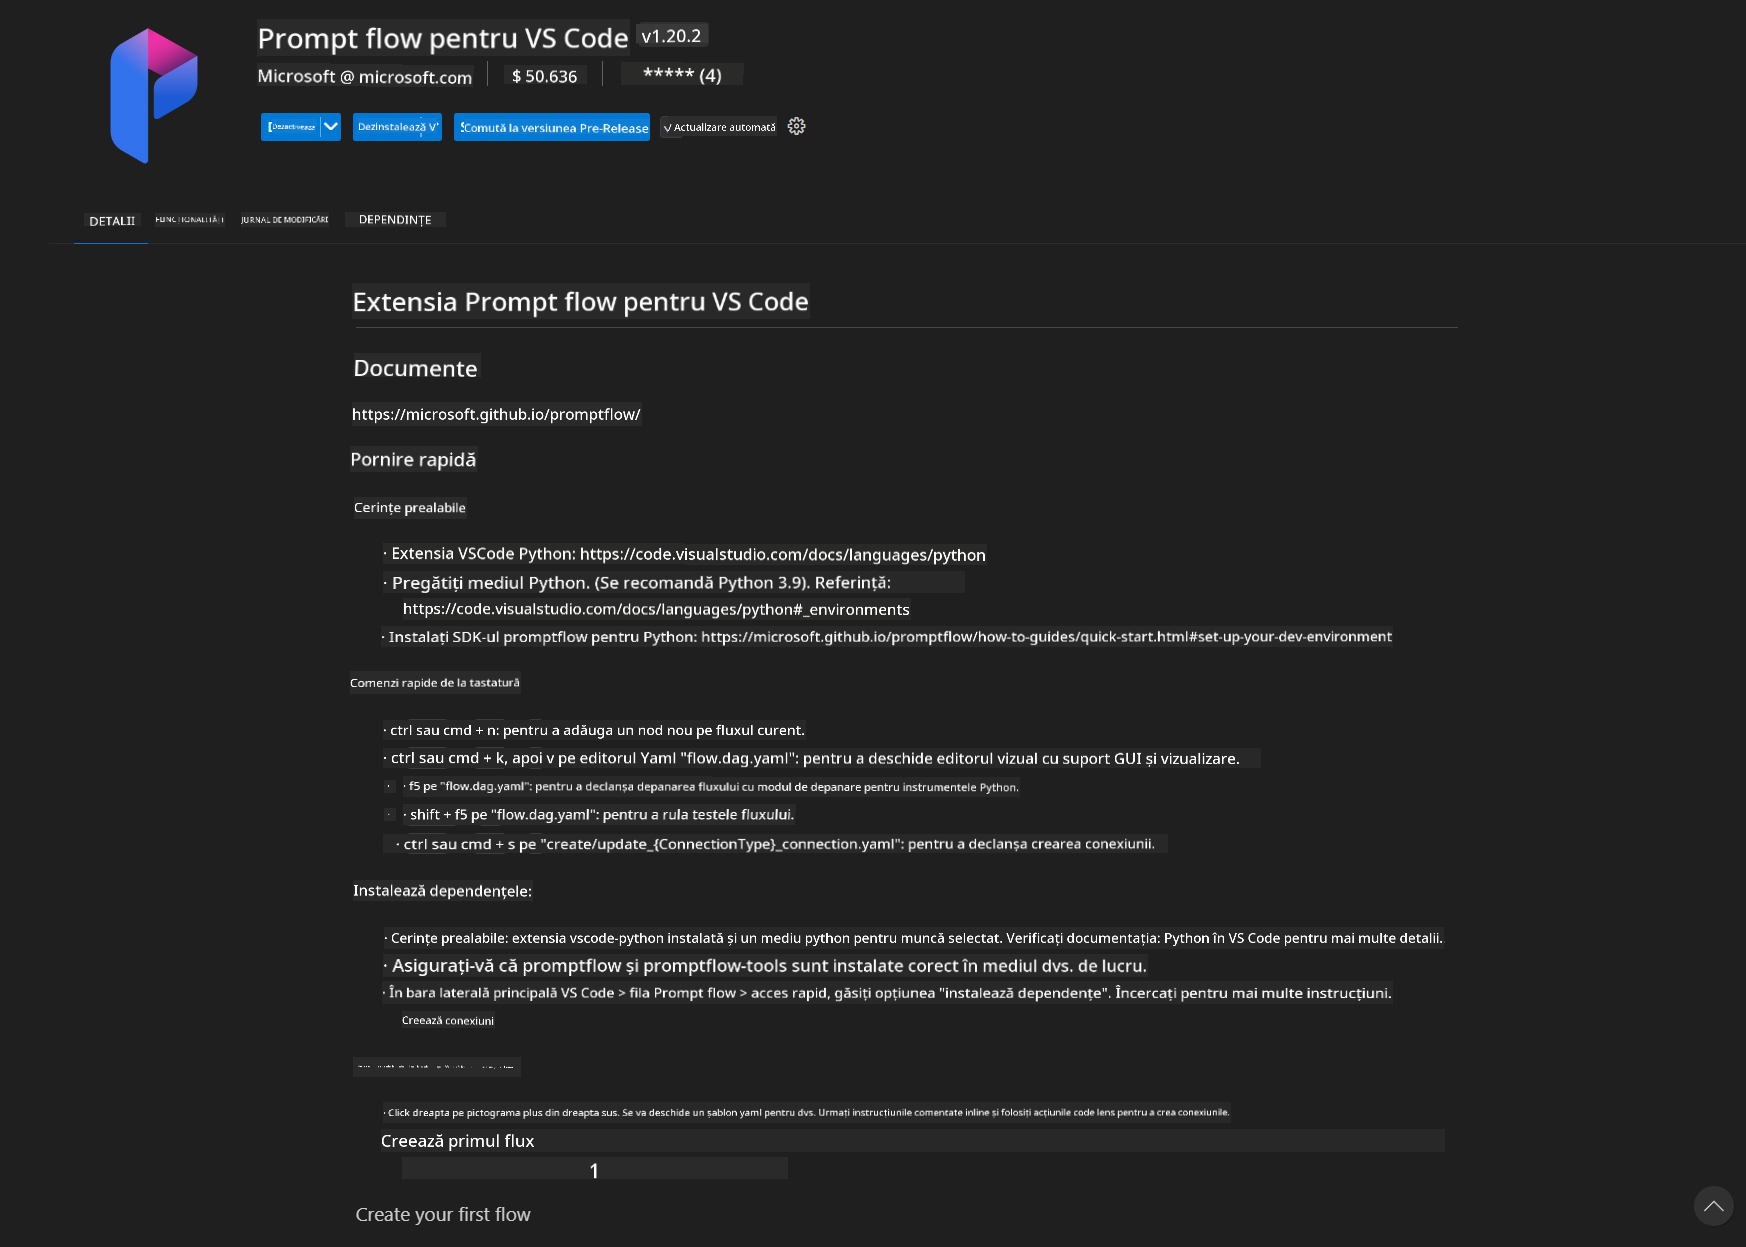 Prompt flow pentru VS Code v1.20.2
Microsoft @ microsoft.com $ 50.636 ***** (4)
Dezactivează Dezinstalează Comută la versiunea Pre-Release Actualizare automată
DETALII FUNCȚIONALITĂȚI JURNAL DE MODIFICĂRI DEPENDINȚE
Extensia Prompt flow pentru VS Code
Documente
https://microsoft.github.io/promptflow/
Pornire rapidă
Cerințe prealabile
· Extensia VSCode Python: https://code.visualstudio.com/docs/languages/python
· Pregătiți mediul Python. (Se recomandă Python 3.9). Referință:
https://code.visualstudio.com/docs/languages/python#_environments
· Instalați SDK-ul promptflow pentru Python: https://microsoft.github.io/promptflow/how-to-guides/quick-start.html#set-up-your-dev-environment
Comenzi rapide de la tastatură
· ctrl sau cmd + n: pentru a adăuga un nod nou pe fluxul curent.
· ctrl sau cmd + k, apoi v pe editorul Yaml "flow.dag.yaml": pentru a deschide editorul vizual cu suport GUI și vizualizare.
· f5 pe "flow.dag.yaml": pentru a declanșa depanarea fluxului cu modul de depanare pentru instrumentele Python.
· shift + f5 pe "flow.dag.yaml": pentru a rula testele fluxului.
· ctrl sau cmd + s pe "create/update_{ConnectionType}_connection.yaml": pentru a declanșa crearea conexiunii.
Instalează dependențele:
· Cerințe prealabile: extensia vscode-python instalată și un mediu python pentru muncă selectat. Verificați documentația: Python în VS Code pentru mai multe detalii.
· Asigurați-vă că promptflow și promptflow-tools sunt instalate corect în mediul dvs. de lucru.
· În bara laterală principală VS Code > fila Prompt flow > acces rapid, găsiți opțiunea "instalează dependențe". Încercați pentru mai multe instrucțiuni.
Creează conexiuni
· Click dreapta pe pictograma plus din dreapta sus. Se va deschide un șablon yaml pentru dvs. Urmați instrucțiunile comentate inline și folosiți acțiunile code lens pentru a crea conexiunile.
Creează primul flux
1
Create your first flow